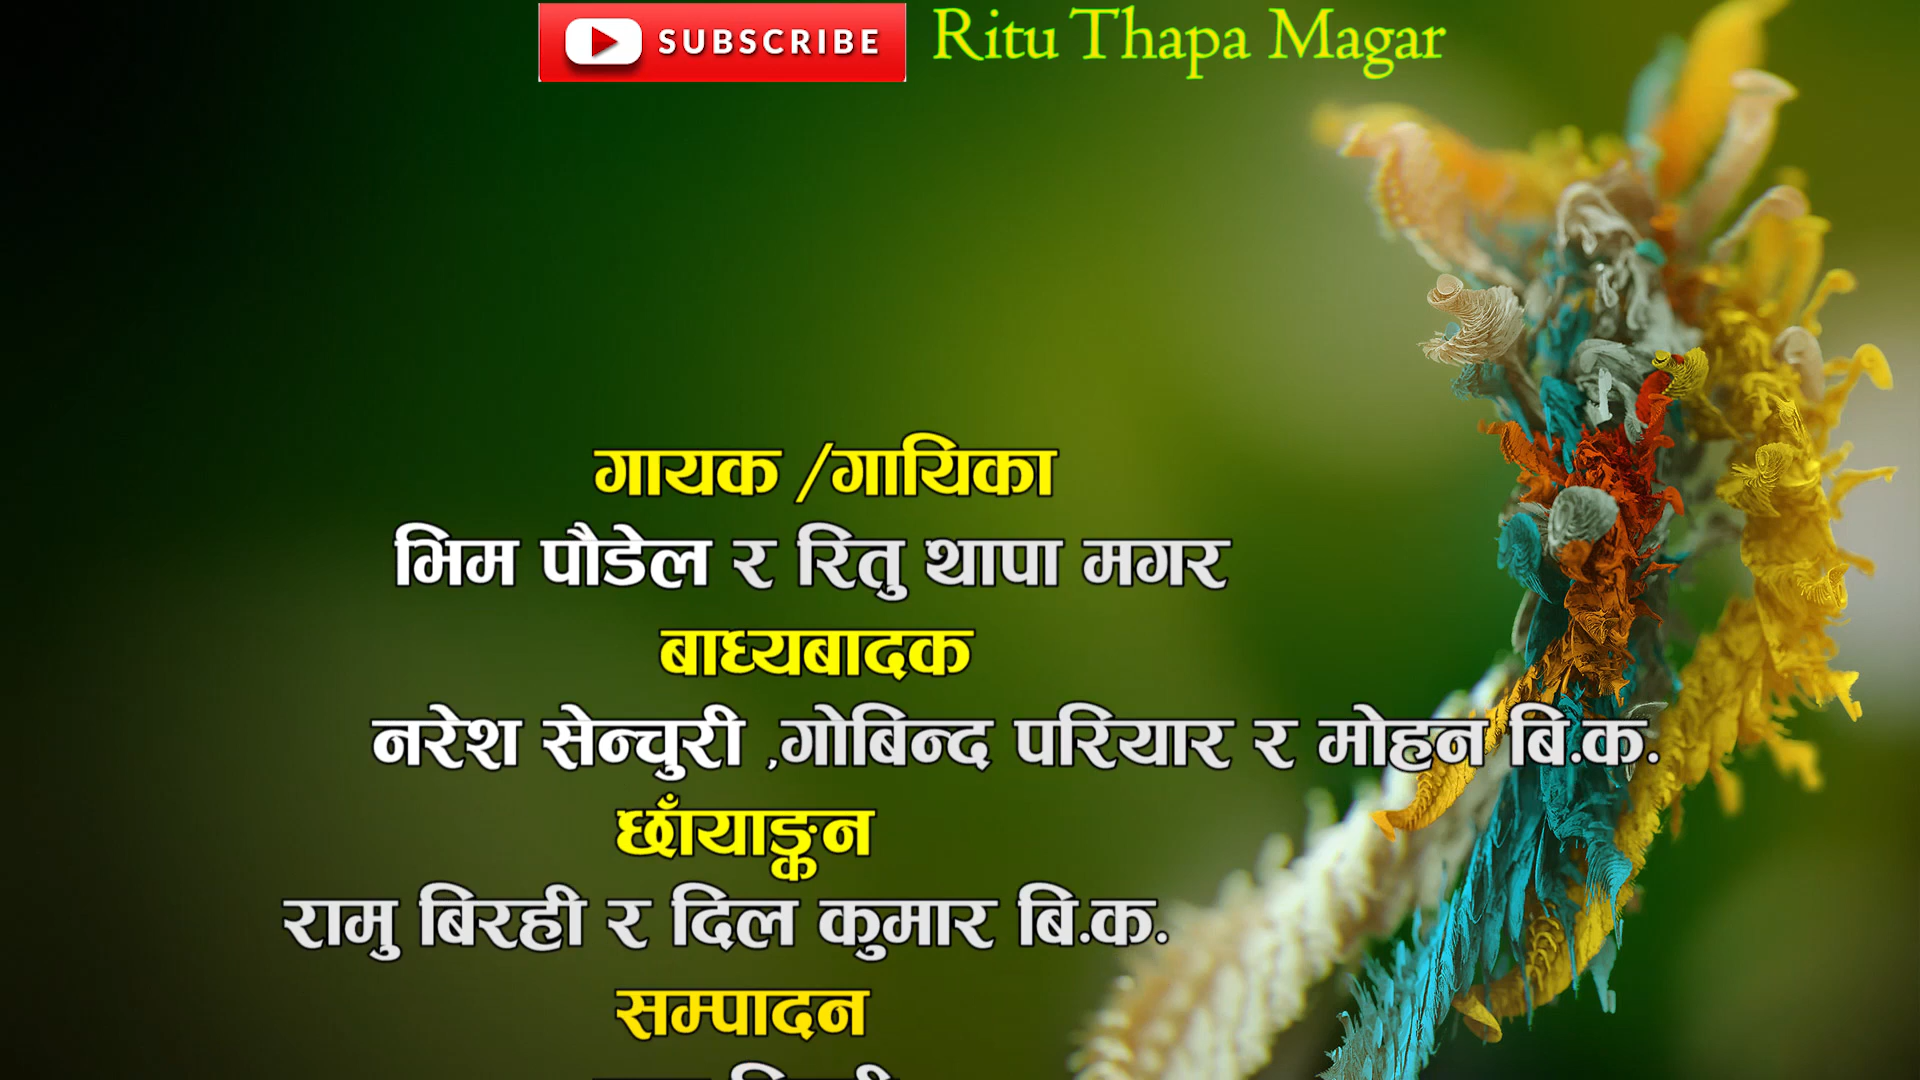 SUBSCRIBE Ritu Thapa Magar
गायक /गायिका
भिम पौडेल र रितु थापा मगर
बाध्यबादक
नरेश सेन्चुरी ,गोबिन्द परियार र मोहन बि.क.
छाँयाङ्कन
रामु बिरही र दिल कुमार बि.क.
सम्पादन